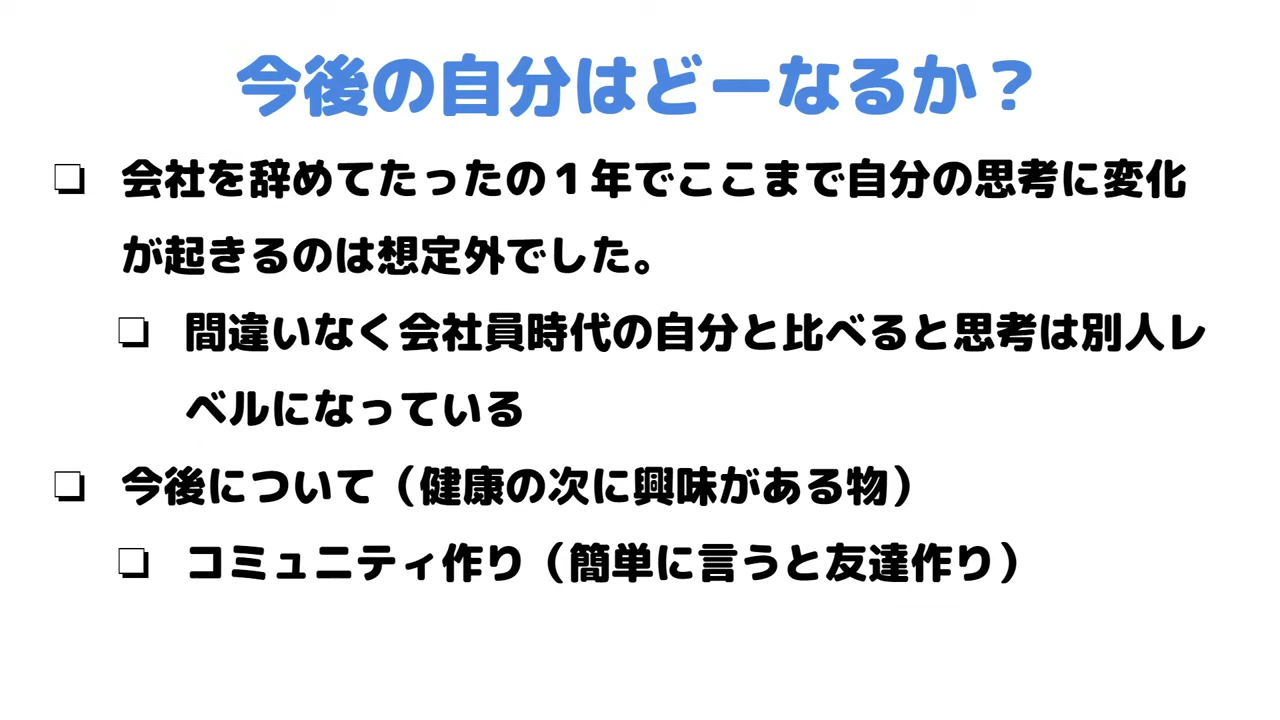 今後の自分はどーなるか？
❏ 会社を辞めてたったの１年でここまで自分の思考に変化
が起きるのは想定外でした。
❏ 間違いなく会社員時代の自分と比べると思考は別人レ
ベルになっている
❏ 今後について（健康の次に興味がある物）
❏ コミュニティ作り（簡単に言うと友達作り）